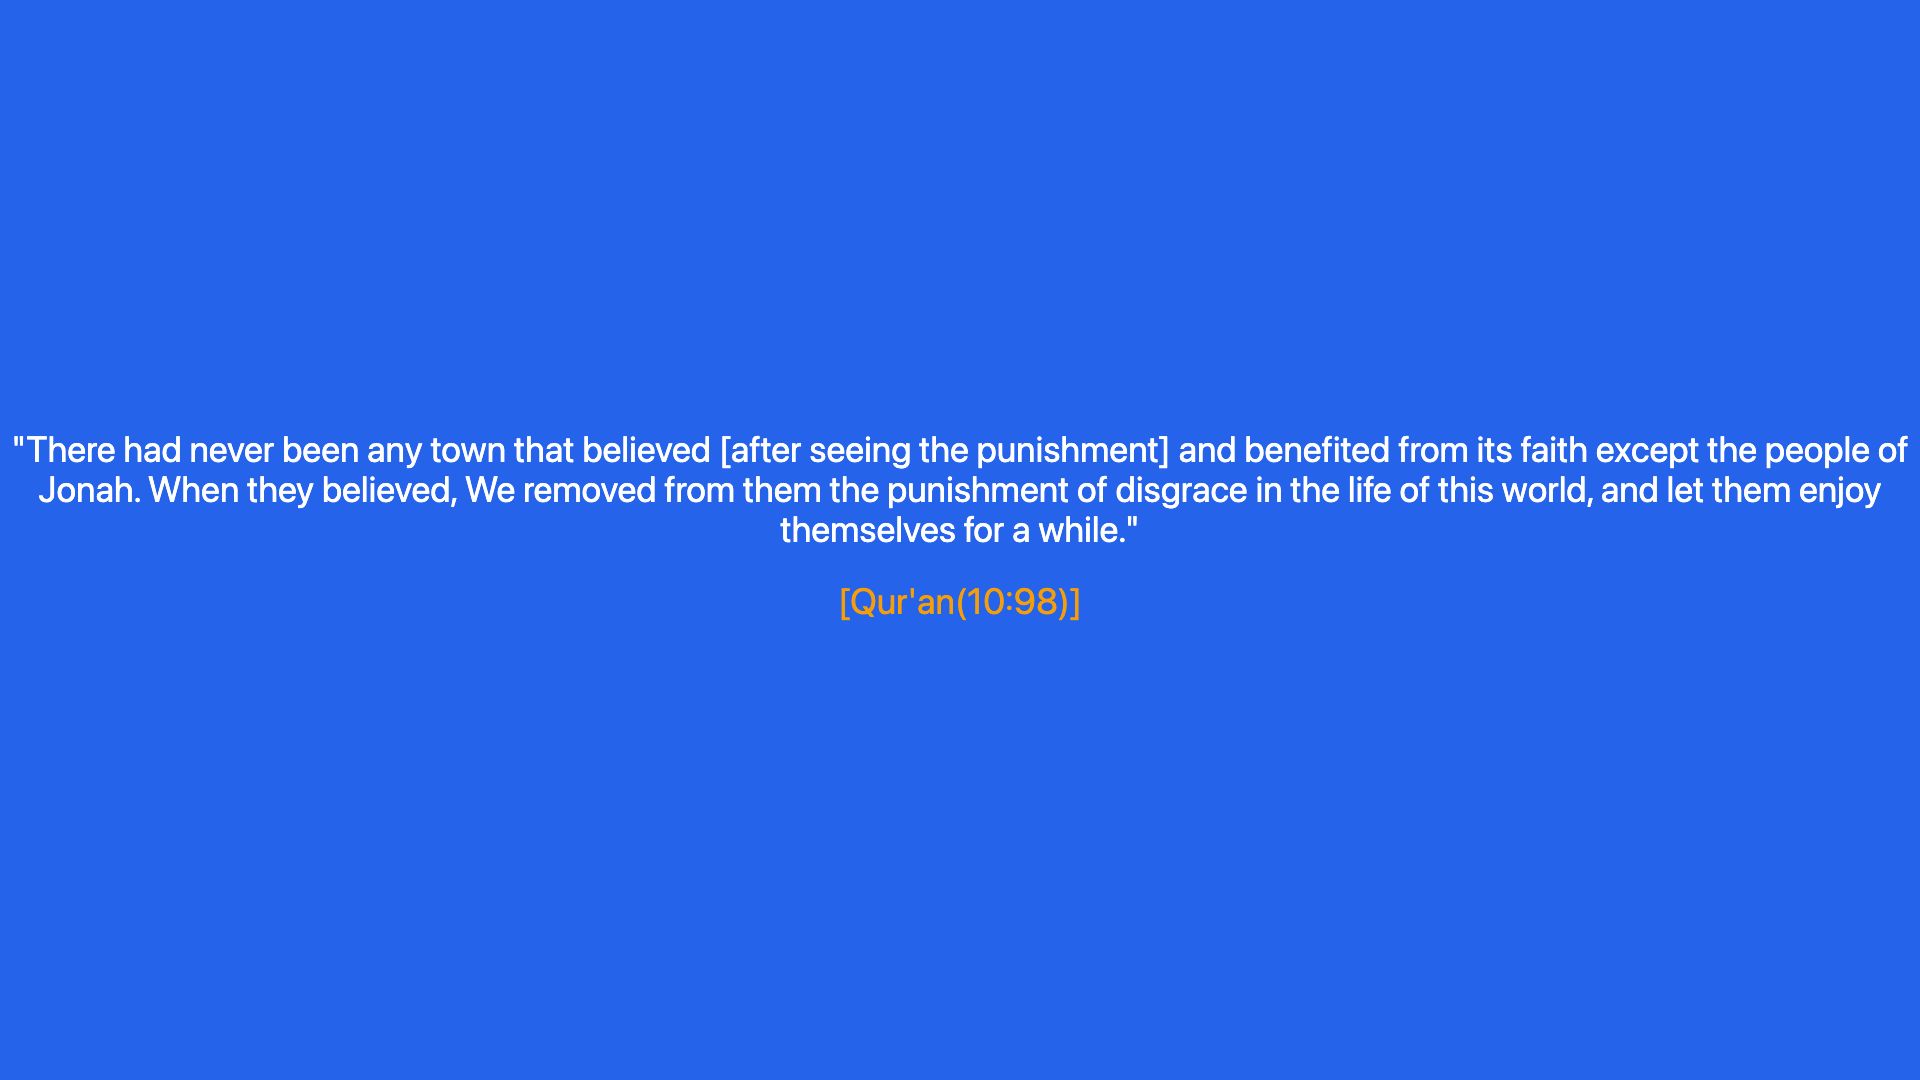 "There had never been any town that believed [after seeing the punishment] and benefited from its faith except the people of
Jonah. When they believed, We removed from them the punishment of disgrace in the life of this world, and let them enjoy
themselves for a while."
[Qur'an(10:98)]